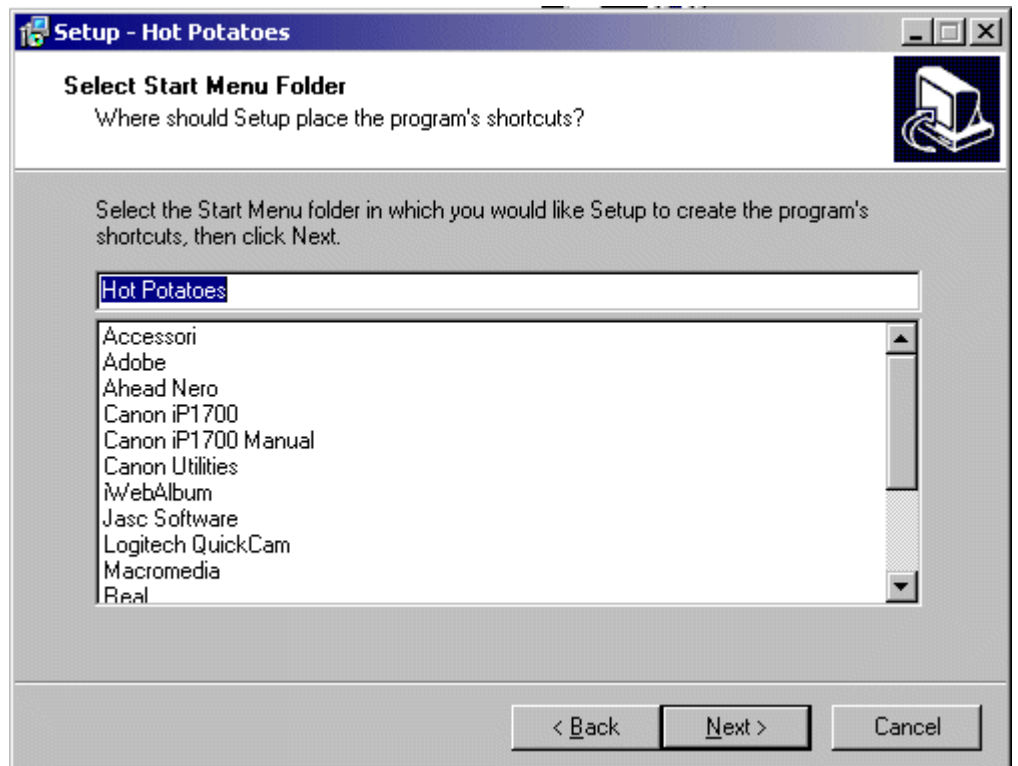 Setup - Hot Potatoes
Select Start Menu Folder
Where should Setup place the program's shortcuts?
Select the Start Menu folder in which you would like Setup to create the program's
shortcuts, then click Next.
Hot Potatoes
Accessori
Adobe
Ahead Nero
Canon iP1700
Canon iP1700 Manual
Canon Utilities
iWebAlbum
Jasc Software
Logitech QuickCam
Macromedia
Real
< Back Next > Cancel